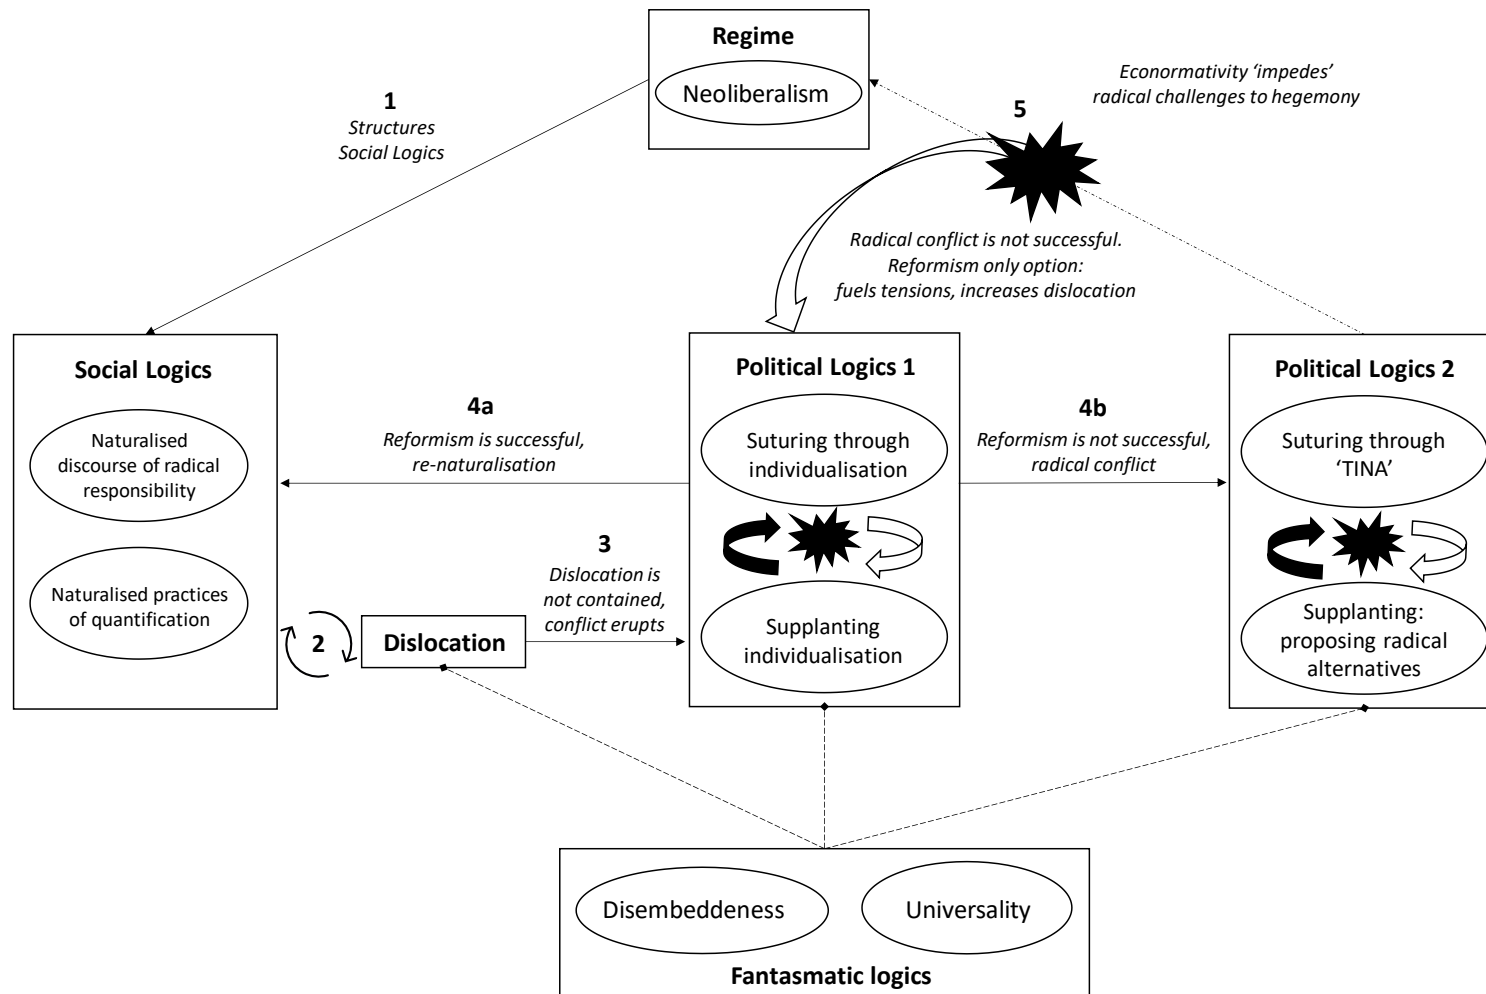 Regime
Neoliberalism
1
Structures
Social Logics
Econormativity ‘impedes’
radical challenges to hegemony
5
Radical conflict is not successful.
Reformism only option:
fuels tensions, increases dislocation
Social Logics
Naturalised
discourse of radical
responsibility
Naturalised practices
of quantification
4a
Reformism is successful,
re-naturalisation
2
Dislocation
3
Dislocation is
not contained,
conflict erupts
Political Logics 1
Suturing through
individualisation
Supplanting
individualisation
4b
Reformism is not successful,
radical conflict
Political Logics 2
Suturing through
‘TINA’
Supplanting:
proposing radical
alternatives
Disembeddeness
Universality
Fantasmatic logics